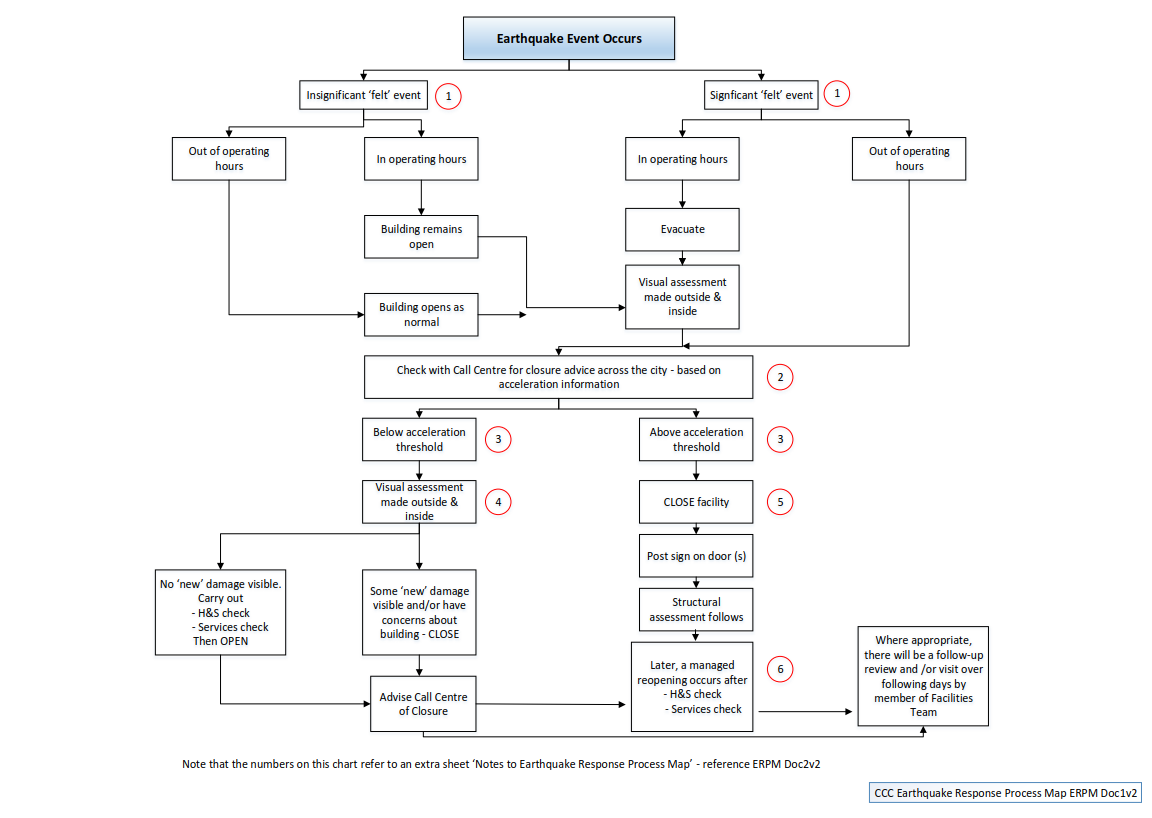 Earthquake Event Occurs
Insignificant ‘felt’ event
1
Signficant ‘felt’ event
1
Out of operating
hours
In operating hours
In operating hours
Out of operating
hours
Building remains
open
Evacuate
Visual assessment
made outside &
inside
Building opens as
normal
Check with Call Centre for closure advice across the city - based on
acceleration information
2
Below acceleration
threshold
3
Above acceleration
threshold
3
Visual assessment
made outside &
inside
4
CLOSE facility
5
Post sign on door (s)
No ‘new’ damage visible.
Carry out
- H&S check
- Services check
Then OPEN
Some ‘new’ damage
visible and/or have
concerns about
building - CLOSE
Structural
assessment follows
Later, a managed
reopening occurs after
- H&S check
- Services check
6
Where appropriate,
there will be a follow-up
review and /or visit over
following days by
member of Facilities
Team
Advise Call Centre
of Closure
Note that the numbers on this chart refer to an extra sheet ‘Notes to Earthquake Response Process Map’ - reference ERPM Doc2v2
CCC Earthquake Response Process Map ERPM Doc1v2